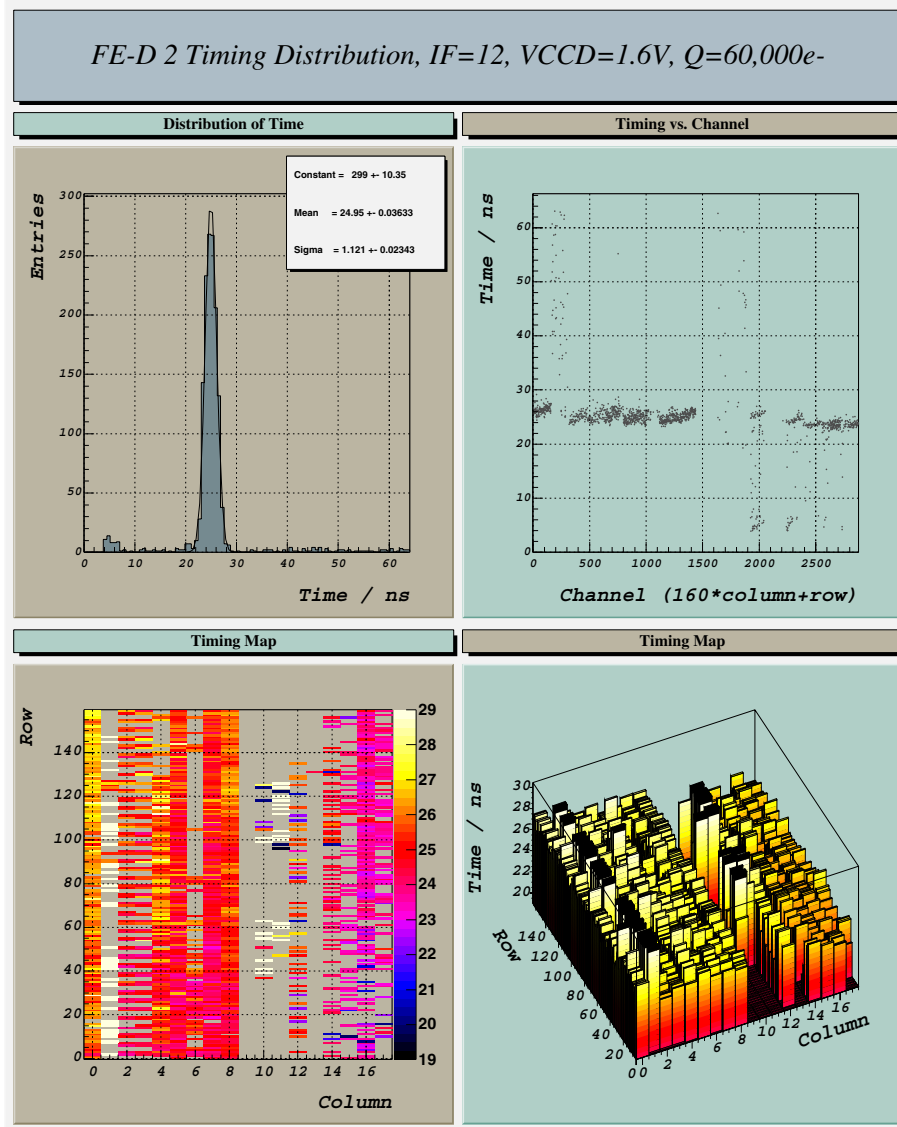 FE-D 2 Timing Distribution, IF=12, VCCD=1.6V, Q=60,000e-
Distribution of Time
Entries
300
250
200
150
100
50
0
0 10 20 30 40 50 60
Time / ns
Constant = 299 +- 10.35
Mean = 24.95 +- 0.03633
Sigma = 1.121 +- 0.02343
Timing vs. Channel
Time / ns
60
50
40
30
20
10
0
0 500 1000 1500 2000 2500
Channel (160*column+row)
Timing Map
Row
140
120
100
80
60
40
20
0
0 2 4 6 8 10 12 14 16
Column
29
28
27
26
25
24
23
22
21
20
19
Timing Map
Time / ns
30
28
26
24
22
20
Row
140
120
100
80
60
40
20
0
0 2 4 6 8 10 12 14 16
Column